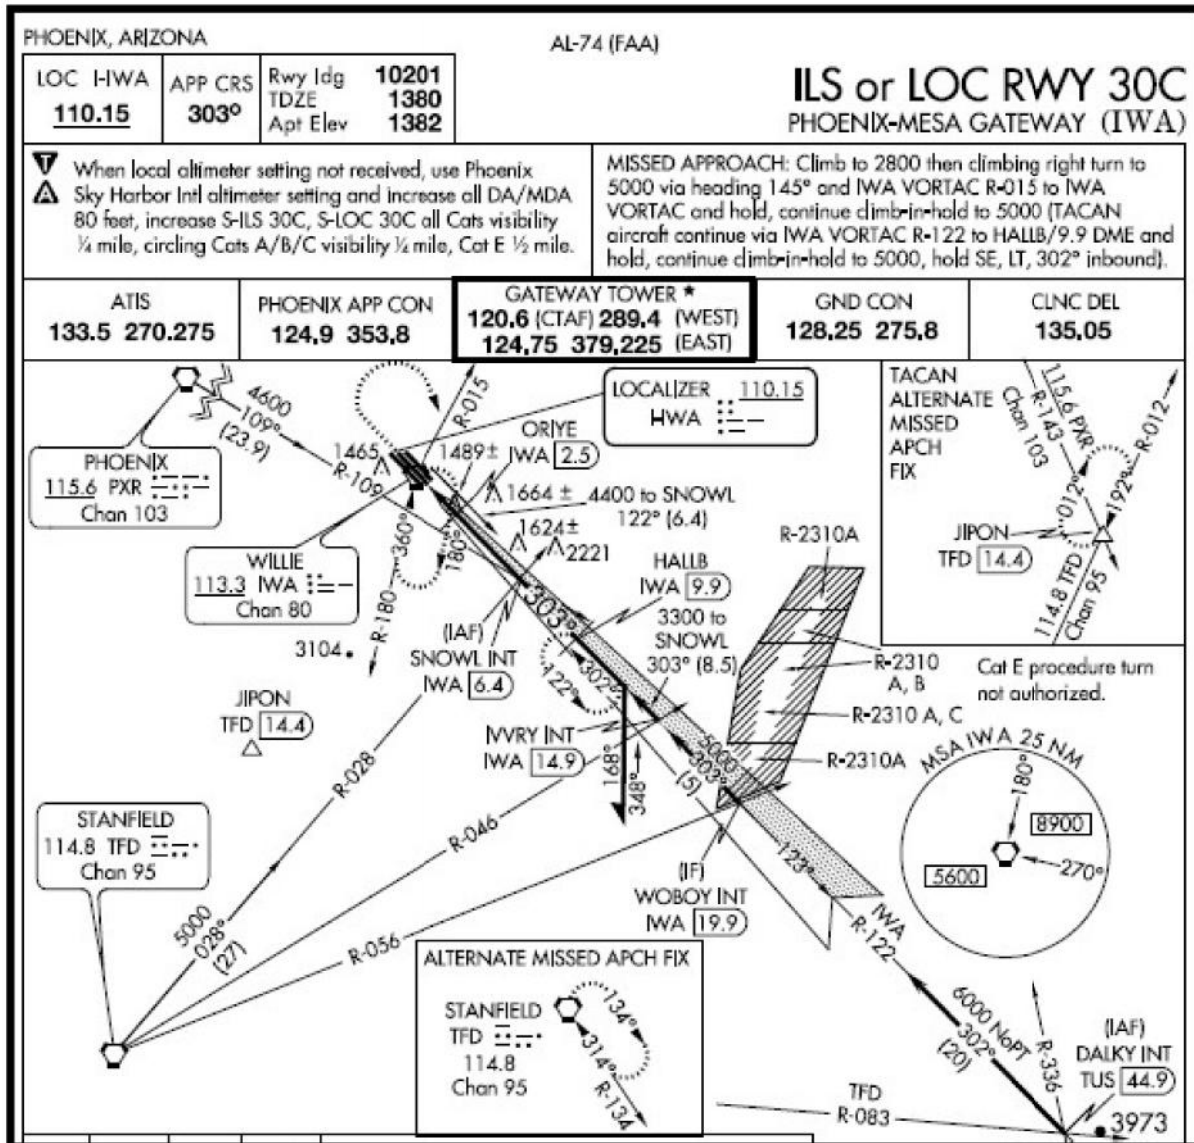 PHOENIX, ARIZONA
AL-74 (FAA)
LOC I-IWA
110.15
APP CRS
303°
Rwy ldg 10201
TDZE 1380
Apt Elev 1382
ILS or LOC RWY 30C
PHOENIX-MESA GATEWAY (IWA)
T When local altimeter setting not received, use Phoenix
A Sky Harbor Intl altimeter setting and increase all DA/MDA
80 feet, increase S-ILS 30C, S-LOC 30C all Cats visibility
¼ mile, circling Cats A/B/C visibility ¼ mile, Cat E ½ mile.
MISSED APPROACH: Climb to 2800 then climbing right turn to
5000 via heading 145° and IWA VORTAC R-015 to IWA
VORTAC and hold, continue climb-in-hold to 5000 (TACAN
aircraft continue via IWA VORTAC R-122 to HALLB/9.9 DME and
hold, continue climb-in-hold to 5000, hold SE, LT, 302° inbound).
ATIS
133.5 270.275
PHOENIX APP CON
124.9 353.8
GATEWAY TOWER ★
120.6 (CTAF) 289.4 (WEST)
124.75 379.225 (EAST)
GND CON
128.25 275.8
CLNC DEL
135.05
4600
109°
(23.9)
PHOENIX
115.6 PXR
Chan 103
R-109
1465
R-015
LOCALIZER 110.15
I-IWA
ORIYE
IWA 2.5
1489±
1664 ±
4400 to SNOWL
122° (6.4)
1624±
2221
WILLIE
113.3 IWA
Chan 80
360°
180°
R-180
3104
303°
HALLB
IWA 9.9
3300 to
SNOWL
303° (8.5)
(IAF)
SNOWL INT
IWA 6.4
302°
122°
JIPON
TFD 14.4
IVVRY INT
IWA 14.9
168°
348°
5000
303°
(5)
R-2310A
R-2310
A, B
R-2310 A, C
R-2310A
TACAN
ALTERNATE
MISSED
APCH
FIX
115.6 PXR
R-143
Chan 103
R-012
012°
192°
JIPON
TFD 14.4
114.8 TFD
Chan 95
Cat E procedure turn
not authorized.
MSA IWA 25 NM
180°
8900
5600
270°
STANFIELD
114.8 TFD
Chan 95
R-028
R-046
R-056
5000
028°
(27)
(IF)
WOBOY INT
IWA 19.9
123°
IWA
R-122
ALTERNATE MISSED APCH FIX
STANFIELD
TFD
114.8
Chan 95
134°
314°
R-134
6000 NoPT
302°
(20)
R-336
(IAF)
DALKY INT
TUS 44.9
TFD
R-083
3973